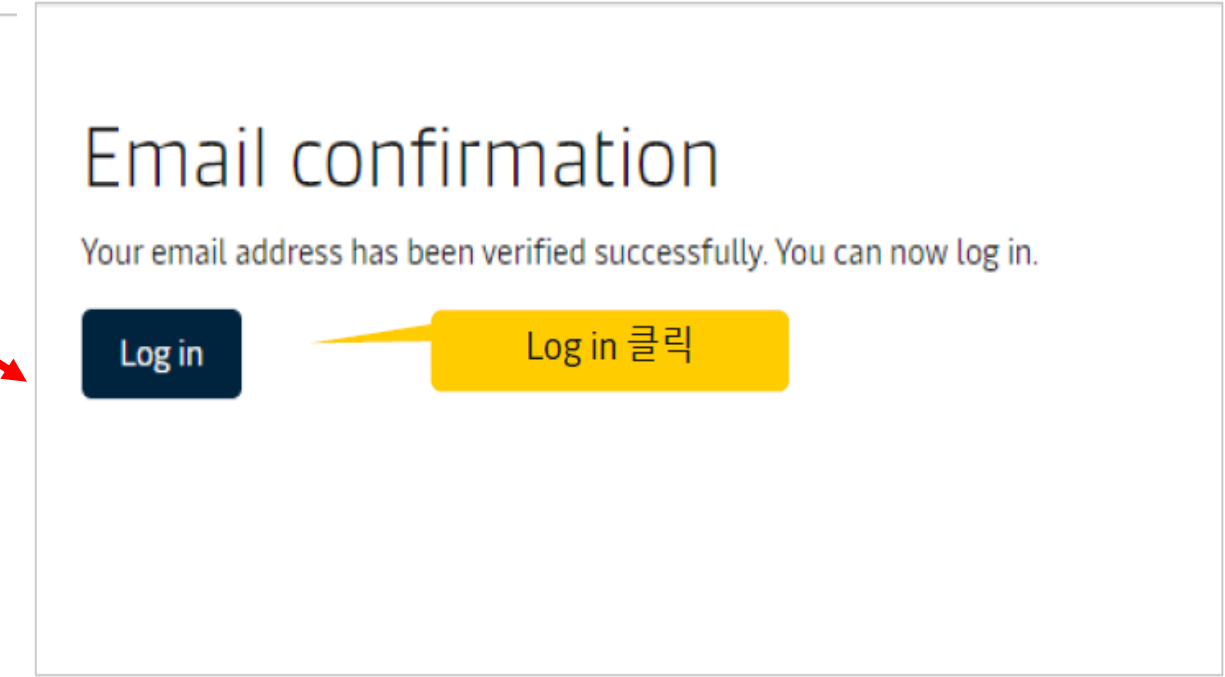 Email confirmation
Your email address has been verified successfully. You can now log in.
Log in
Log in 클릭